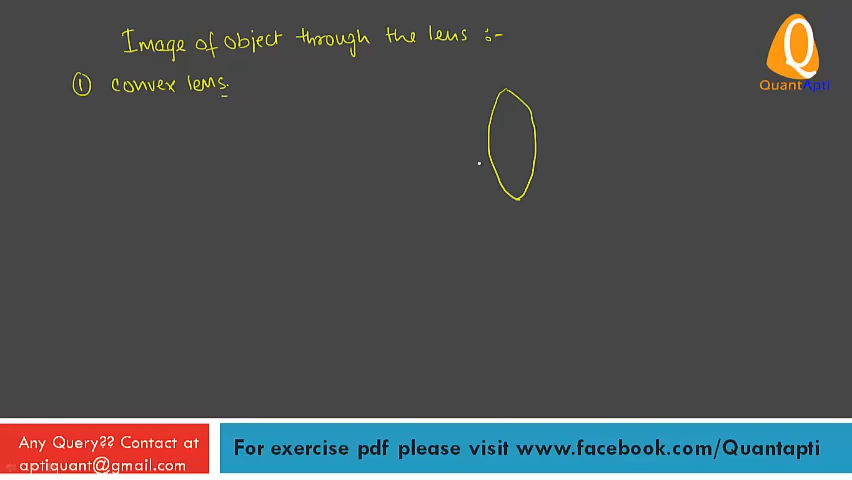 Image of object through the lens :-
① convex lens.
Q
QuantApti
Any Query?? Contact at
aptiquant@gmail.com
For exercise pdf please visit www.facebook.com/Quantapti